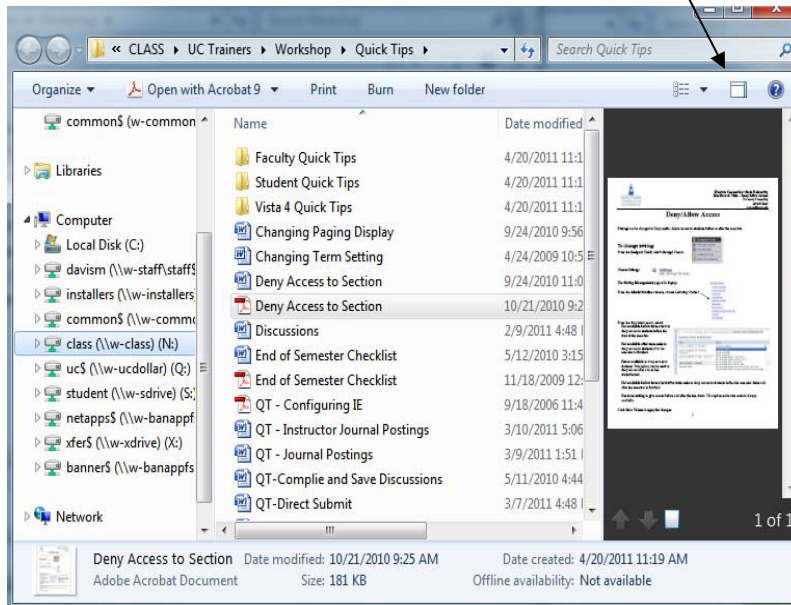 « CLASS ▸ UC Trainers ▸ Workshop ▸ Quick Tips ▸
Search Quick Tips
Organize ▾ Open with Acrobat 9 ▾ Print Burn New folder
common$ (w-common
Libraries
Computer
Local Disk (C:)
davism (\\w-staff\staff$
installers (\\w-installers
common$ (\\w-commo
class (\\w-class) (N:)
uc$ (\\w-ucdollar) (Q:)
student (\\w-sdrive) (S:)
netapps$ (\\w-banappf
xfer$ (\\w-xdrive) (X:)
banner$ (\\w-banappfs
Network
Name Date modified
Faculty Quick Tips 4/20/2011 11:1
Student Quick Tips 4/20/2011 11:1
Vista 4 Quick Tips 4/20/2011 11:1
Changing Paging Display 9/24/2010 9:56
Changing Term Setting 4/24/2009 10:5
Deny Access to Section 9/24/2010 11:0
Deny Access to Section 10/21/2010 9:2
Discussions 2/9/2011 4:48
End of Semester Checklist 5/12/2010 3:15
End of Semester Checklist 11/18/2009 12:
QT - Configuring IE 9/18/2006 11:4
QT - Instructor Journal Postings 3/10/2011 5:06
QT - Journal Postings 3/9/2011 1:51
QT-Complie and Save Discussions 5/11/2010 4:44
QT-Direct Submit 3/7/2011 4:48
Deny/Allow Access
To change setting:
1 of 1
Deny Access to Section Date modified: 10/21/2010 9:25 AM Date created: 4/20/2011 11:19 AM
Adobe Acrobat Document Size: 181 KB Offline availability: Not available